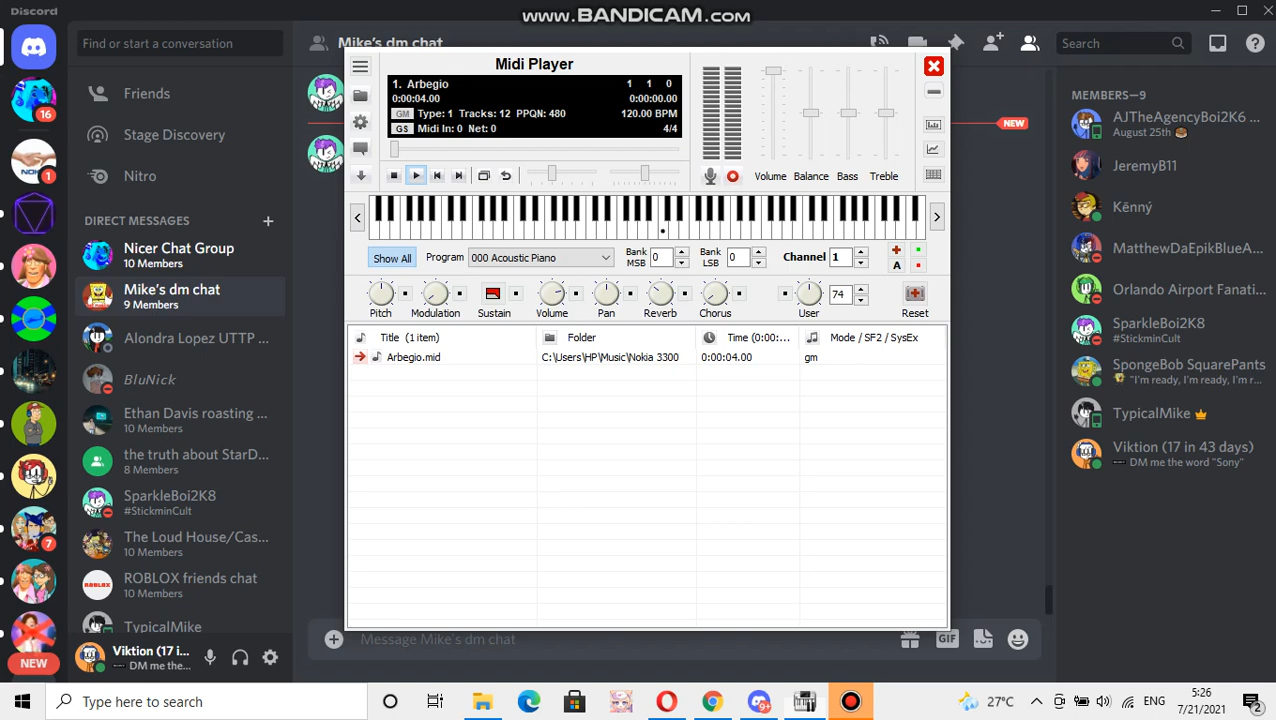 Discord
www.BANDICAM.com
Find or start a conversation
Mike's dm chat
Search
Friends
Stage Discovery
Nitro
DIRECT MESSAGES
Nicer Chat Group
10 Members
Mike's dm chat
9 Members
Alondra Lopez UTTP ...
BluNick
Ethan Davis roasting ...
10 Members
the truth about StarD...
8 Members
SparkleBoi2K8
#StickminCult
The Loud House/Cas...
10 Members
ROBLOX friends chat
10 Members
TypicalMike
16
1
7
NEW
Viktion (17 i...
DM me the...
Midi Player
1. Arbegio
1 1 0
0:00:04.00
0:00:00.00
GM Type: 1 Tracks: 12 PPQN: 480
120.00 BPM
GS Midi In: 0 Net: 0
4/4
Volume Balance Bass Treble
Show All
Program
000 Acoustic Piano
Bank MSB
0
Bank LSB
0
Channel
1
A
Pitch
Modulation
Sustain
Volume
Pan
Reverb
Chorus
User
74
Reset
Title (1 item)
Folder
Time (0:00:...
Mode / SF2 / SysEx
Arbegio.mid
C:\Users\HP\Music\Nokia 3300
0:00:04.00
gm
NEW
Message Mike's dm chat
GIF
MEMBERS—9
AJTheAgencyBoi2K6 ...
August 25th
JeremyB11
Kënný
MatthewDaEpikBlueA...
Orlando Airport Fanati...
SparkleBoi2K8
#StickminCult
SpongeBob SquarePants
"I'm ready, I'm ready, I'm r...
TypicalMike
Viktion (17 in 43 days)
DM me the word "Sony"
Type here to search
9+
27°C
ENG
5:26
7/21/2021
2